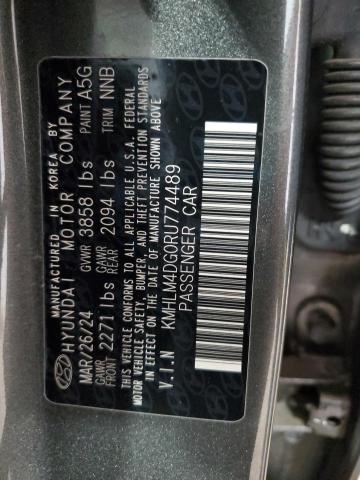 MANUFACTURED IN KOREA BY
HYUNDAI MOTOR COMPANY
MAR/26/24 GVWR 3858 lbs PAINT A5G
GAWR FRONT 2271 lbs GAWR REAR 2094 lbs TRIM NNB
THIS VEHICLE CONFORMS TO ALL APPLICABLE U.S.A. FEDERAL
MOTOR VEHICLE SAFETY, BUMPER, AND THEFT PREVENTION STANDARDS
IN EFFECT ON THE DATE OF MANUFACTURE SHOWN ABOVE
V.I.N KMHLM4DG0RU774489
PASSENGER CAR